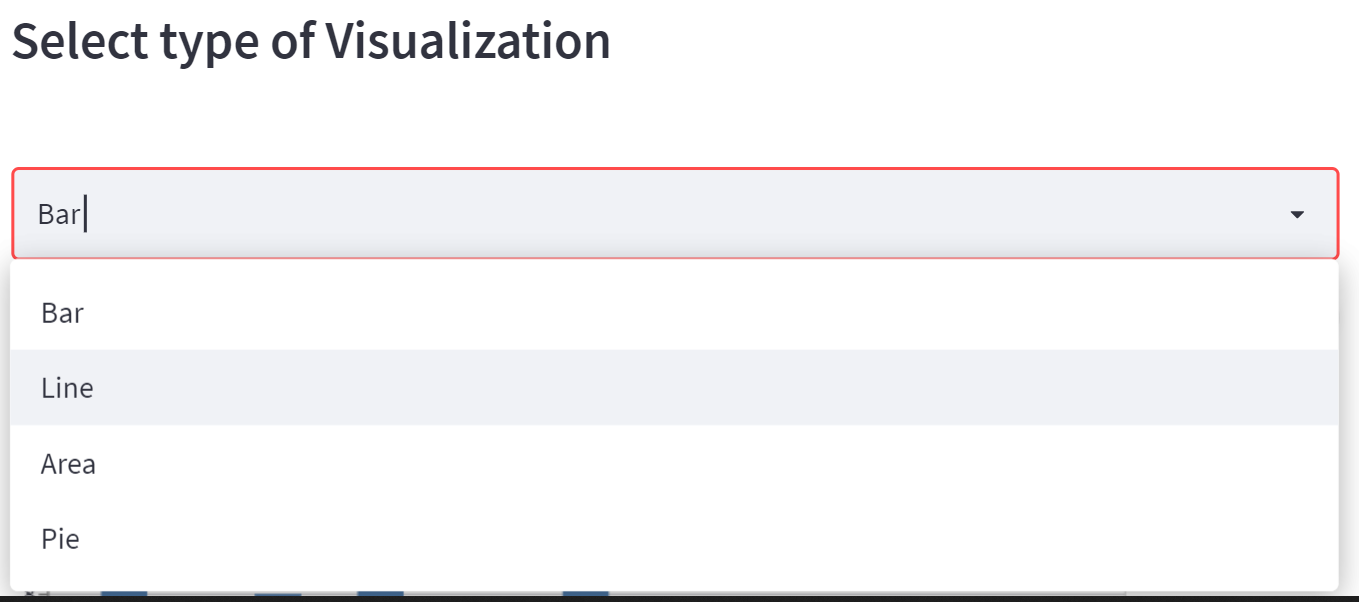 Select type of Visualization
Bar
Bar
Line
Area
Pie